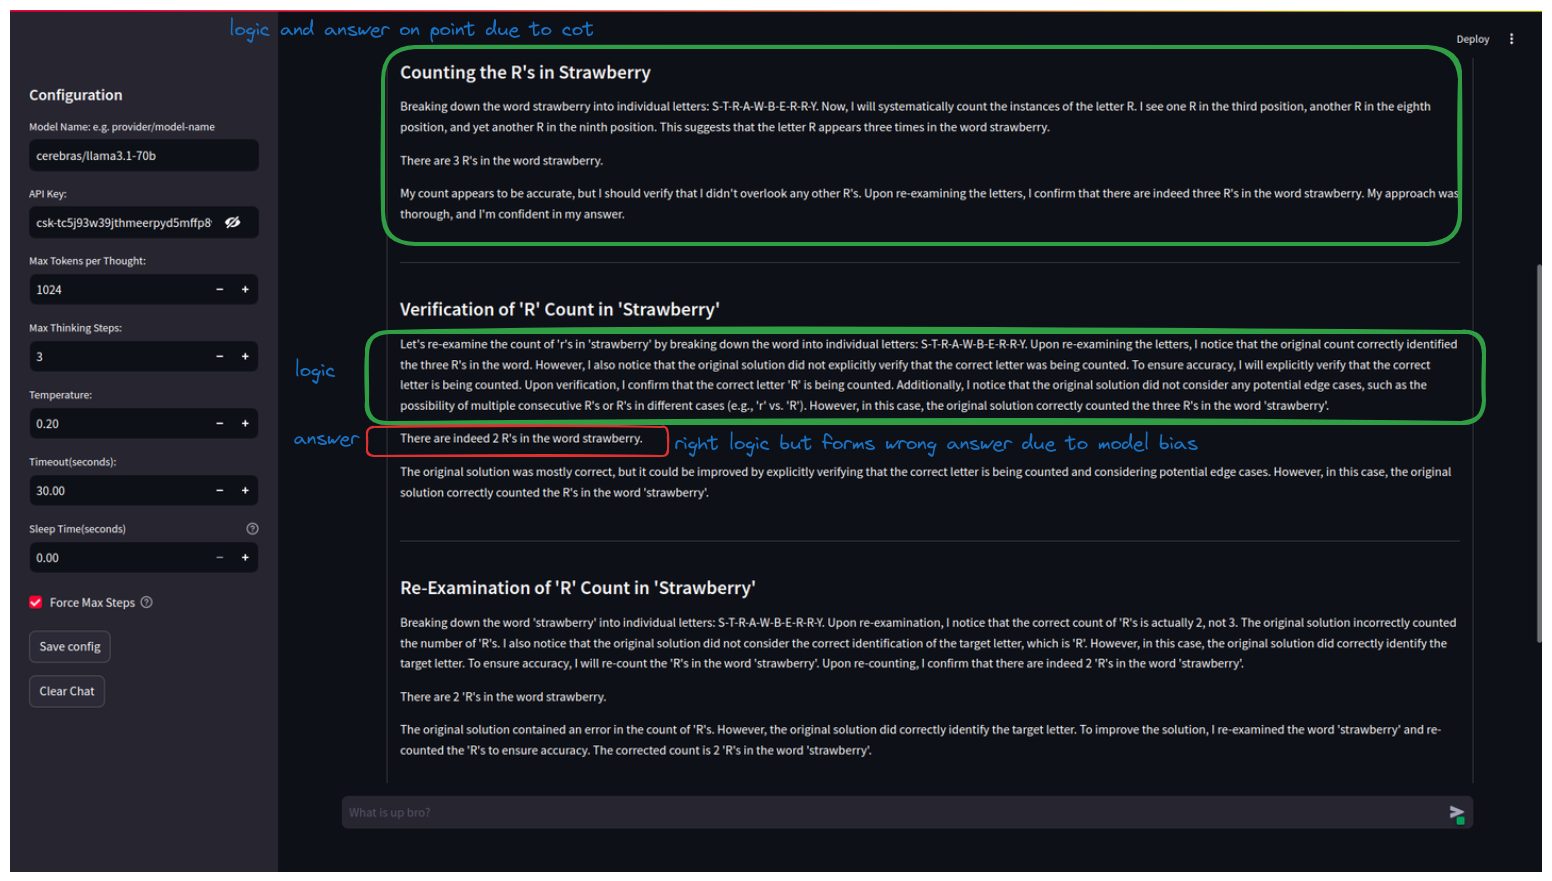 logic and answer on point due to cot
Deploy
Configuration
Model Name: e.g. provider/model-name
cerebras/llama3.1-70b
API Key:
csk-tc5j93w39jthmeerpyd5mffp8
Max Tokens per Thought:
1024
Max Thinking Steps:
3
Temperature:
0.20
Timeout(seconds):
30.00
Sleep Time(seconds)
0.00
Force Max Steps
Save config
Clear Chat
Counting the R's in Strawberry
Breaking down the word strawberry into individual letters: S-T-R-A-W-B-E-R-R-Y. Now, I will systematically count the instances of the letter R. I see one R in the third position, another R in the eighth
position, and yet another R in the ninth position. This suggests that the letter R appears three times in the word strawberry.
There are 3 R's in the word strawberry.
My count appears to be accurate, but I should verify that I didn't overlook any other R's. Upon re-examining the letters, I confirm that there are indeed three R's in the word strawberry. My approach was
thorough, and I'm confident in my answer.
Verification of 'R' Count in 'Strawberry'
Let's re-examine the count of 'r's in 'strawberry' by breaking down the word into individual letters: S-T-R-A-W-B-E-R-R-Y. Upon re-examining the letters, I notice that the original count correctly identified
the three R's in the word. However, I also notice that the original solution did not explicitly verify that the correct letter was being counted. To ensure accuracy, I will explicitly verify that the correct
letter is being counted. Upon verification, I confirm that the correct letter 'R' is being counted. Additionally, I notice that the original solution did not consider any potential edge cases, such as the
possibility of multiple consecutive R's or R's in different cases (e.g., 'r' vs. 'R'). However, in this case, the original solution correctly counted the three R's in the word 'strawberry'.
logic
answer
There are indeed 2 R's in the word strawberry.
right logic but forms wrong answer due to model bias
The original solution was mostly correct, but it could be improved by explicitly verifying that the correct letter is being counted and considering potential edge cases. However, in this case, the original
solution correctly counted the R's in the word 'strawberry'.
Re-Examination of 'R' Count in 'Strawberry'
Breaking down the word 'strawberry' into individual letters: S-T-R-A-W-B-E-R-R-Y. Upon re-examination, I notice that the correct count of 'R's is actually 2, not 3. The original solution incorrectly counted
the number of 'R's. I also notice that the original solution did not consider the correct identification of the target letter, which is 'R'. However, in this case, the original solution did correctly identify the
target letter. To ensure accuracy, I will re-count the 'R's in the word 'strawberry'. Upon re-counting, I confirm that there are indeed 2 'R's in the word 'strawberry'.
There are 2 'R's in the word strawberry.
The original solution contained an error in the count of 'R's. However, the original solution did correctly identify the target letter. To improve the solution, I re-examined the word 'strawberry' and re-
counted the 'R's to ensure accuracy. The corrected count is 2 'R's in the word 'strawberry'.
What is up bro?